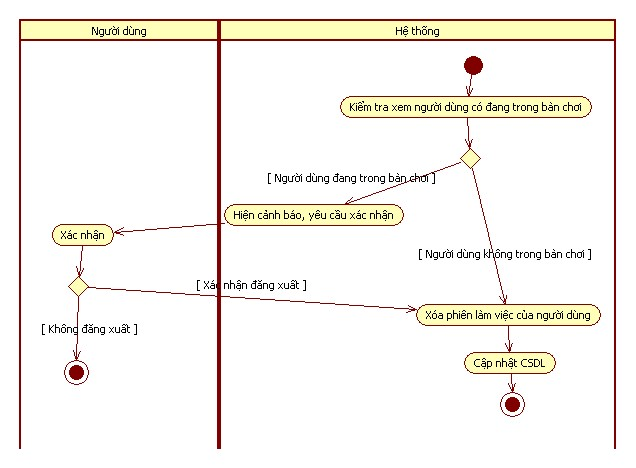 Người dùng
Hệ thống
Kiểm tra xem người dùng có đang trong bàn chơi
[ Người dùng đang trong bàn chơi ]
Hiện cảnh báo, yêu cầu xác nhận
Xác nhận
[ Người dùng không trong bàn chơi ]
[ Xác nhận đăng xuất ]
Xóa phiên làm việc của người dùng
[ Không đăng xuất ]
Cập nhật CSDL